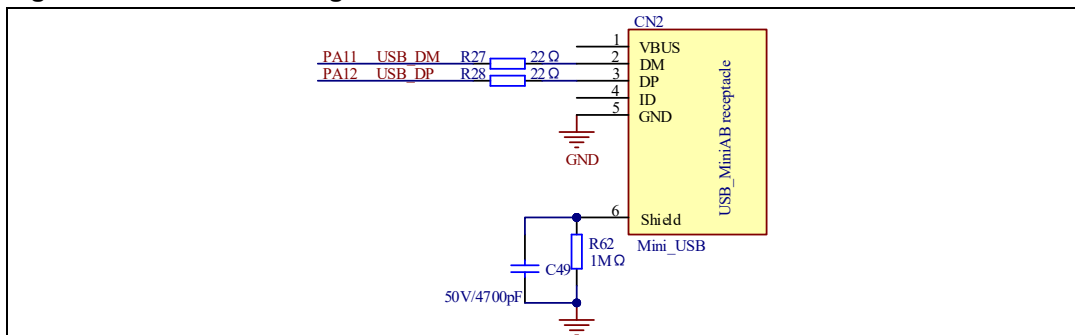 CN2
1 VBUS
PA11 USB_DM R27 22Ω 2 DM
PA12 USB_DP R28 22Ω 3 DP
4 ID
5 GND
GND
USB_MiniAB receptacle
6 Shield
R62 Mini_USB
C49 1MΩ
50V/4700pF